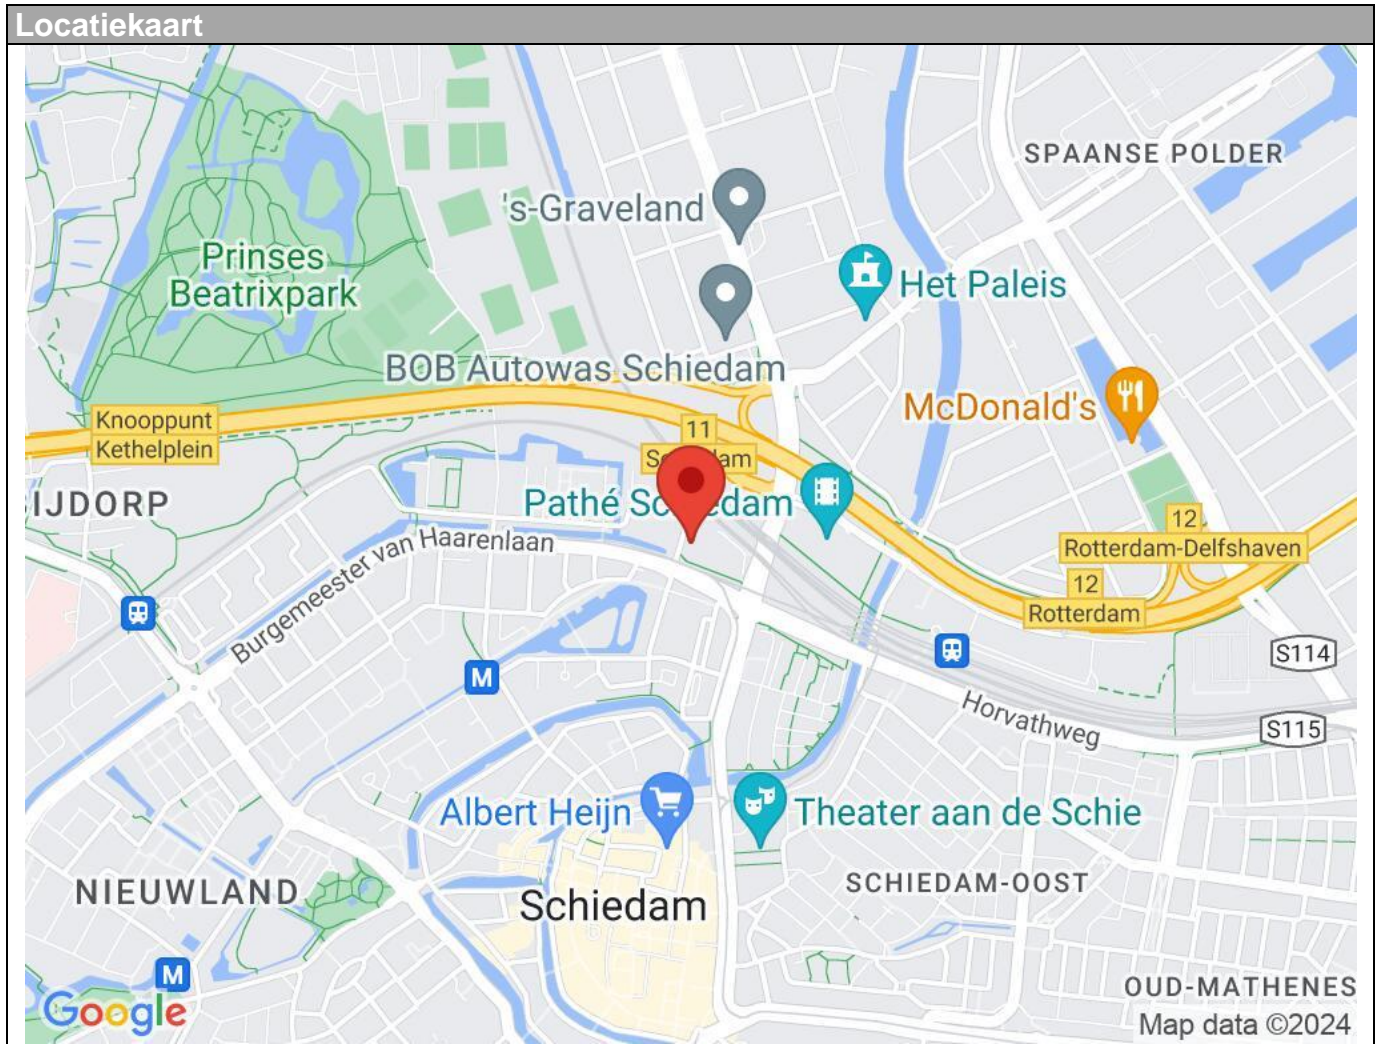 Locatiekaart
SPAANSE POLDER
's-Graveland
Prinses
Beatrixpark
Het Paleis
BOB Autowas Schiedam
McDonald's
Knooppunt
Kethelplein
11
Pathé Schiedam
IJDORP
Burgemeester van Haarenlaan
12
Rotterdam-Delfshaven
12
Rotterdam
S114
M
Horvathweg
S115
Albert Heijn
Theater aan de Schie
NIEUWLAND
SCHIEDAM-OOST
Schiedam
M
OUD-MATHENES
Google
Map data ©2024